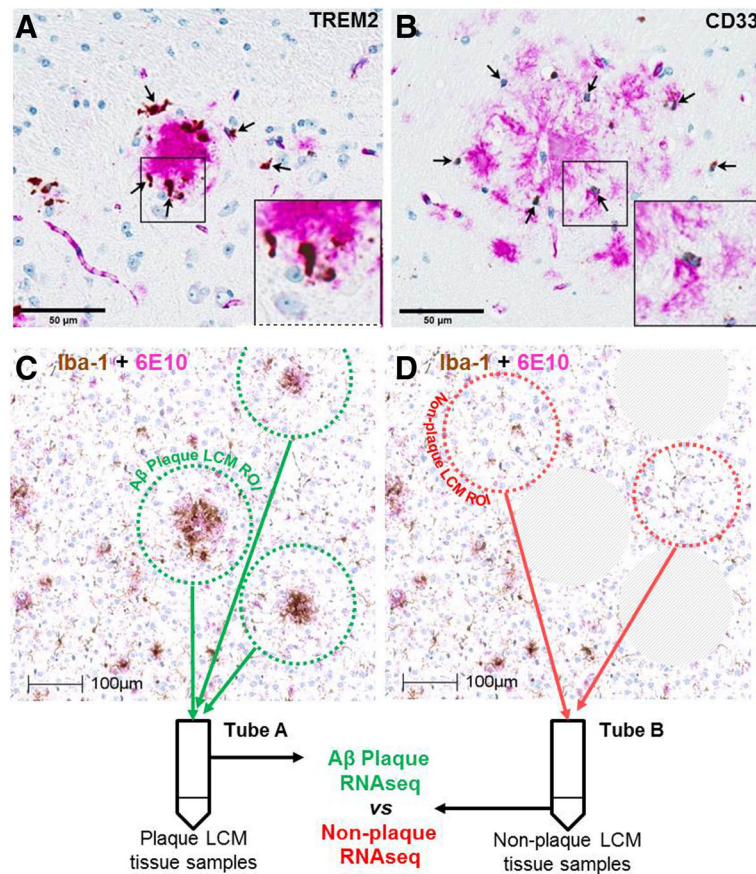 A
TREM2
50 µm
B
CD33
50 µm
C
Iba-1 + 6E10
Aβ Plaque LCM ROI
100µm
D
Iba-1 + 6E10
Non-plaque LCM ROI
100µm
Tube A
Plaque LCM
tissue samples
Aβ Plaque
RNAseq
vs
Non-plaque
RNAseq
Tube B
Non-plaque LCM
tissue samples